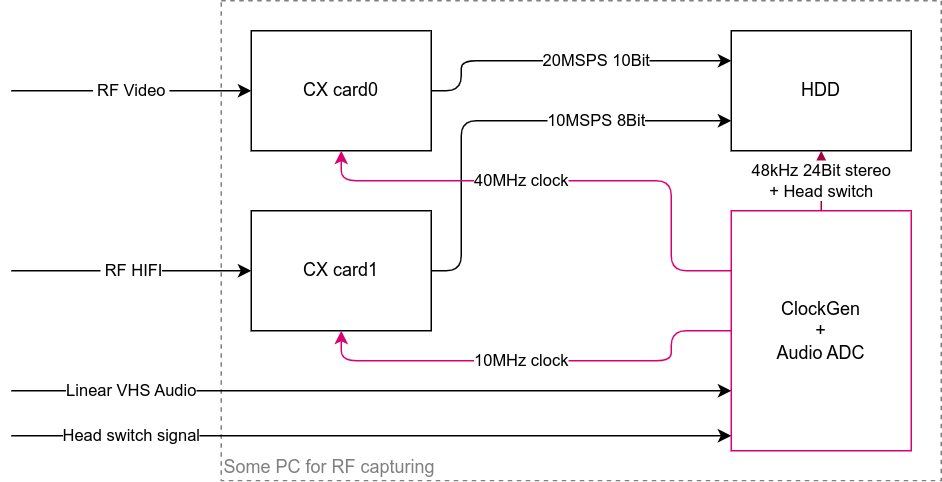 RF Video
CX card0
20MSPS 10Bit
HDD
10MSPS 8Bit
40MHz clock
48kHz 24Bit stereo
+ Head switch
RF HIFI
CX card1
ClockGen
+
Audio ADC
10MHz clock
Linear VHS Audio
Head switch signal
Some PC for RF capturing